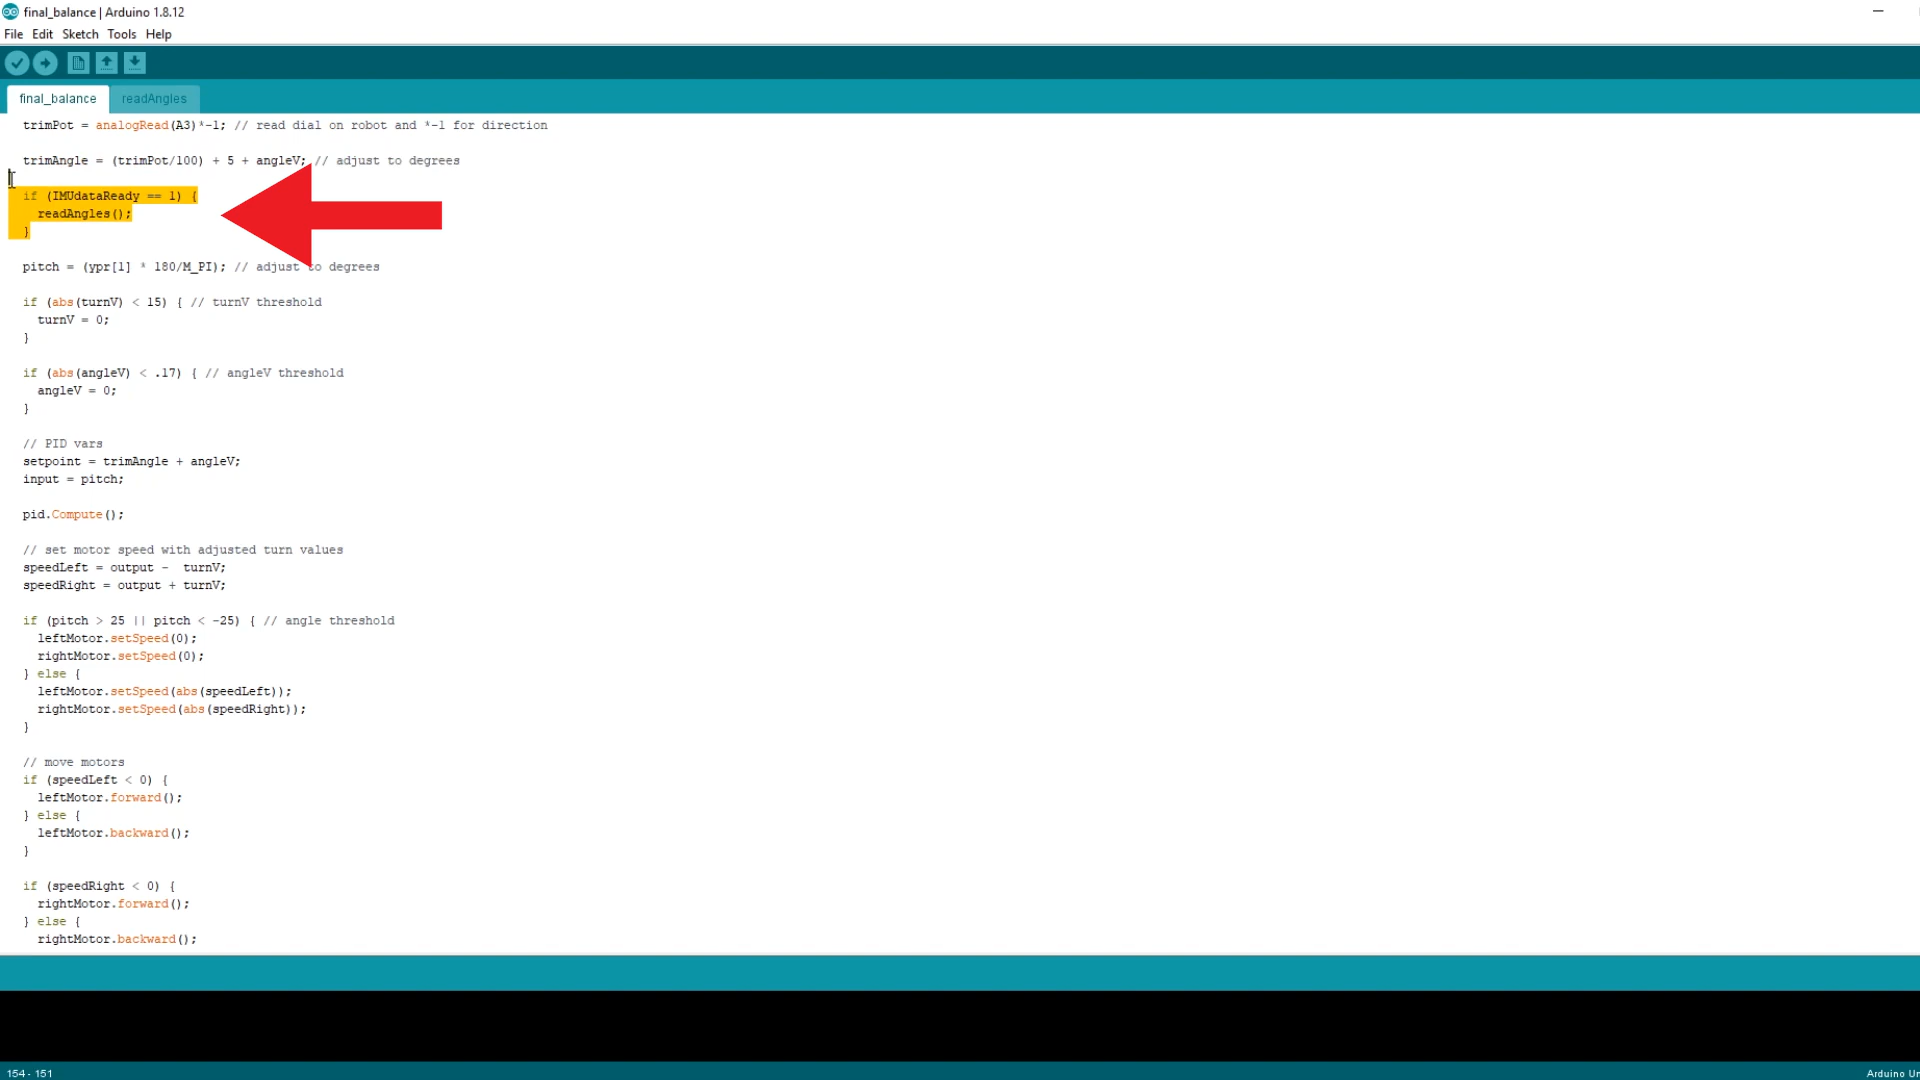 final_balance | Arduino 1.8.12
File Edit Sketch Tools Help
final_balance readAngles
trimPot = analogRead(A3)*-1; // read dial on robot and *-1 for direction
trimAngle = (trimPot/100) + 5 + angleV; // adjust to degrees
if (IMUdataReady == 1) {
readAngles();
}
pitch = (ypr[1] * 180/M_PI); // adjust to degrees
if (abs(turnV) < 15) { // turnV threshold
turnV = 0;
}
if (abs(angleV) < .17) { // angleV threshold
angleV = 0;
}
// PID vars
setpoint = trimAngle + angleV;
input = pitch;
pid.Compute();
// set motor speed with adjusted turn values
speedLeft = output -  turnV;
speedRight = output + turnV;
if (pitch > 25 || pitch < -25) { // angle threshold
leftMotor.setSpeed(0);
rightMotor.setSpeed(0);
} else {
leftMotor.setSpeed(abs(speedLeft));
rightMotor.setSpeed(abs(speedRight));
}
// move motors
if (speedLeft < 0) {
leftMotor.forward();
} else {
leftMotor.backward();
}
if (speedRight < 0) {
rightMotor.forward();
} else {
rightMotor.backward();
154 - 151
Arduino Un